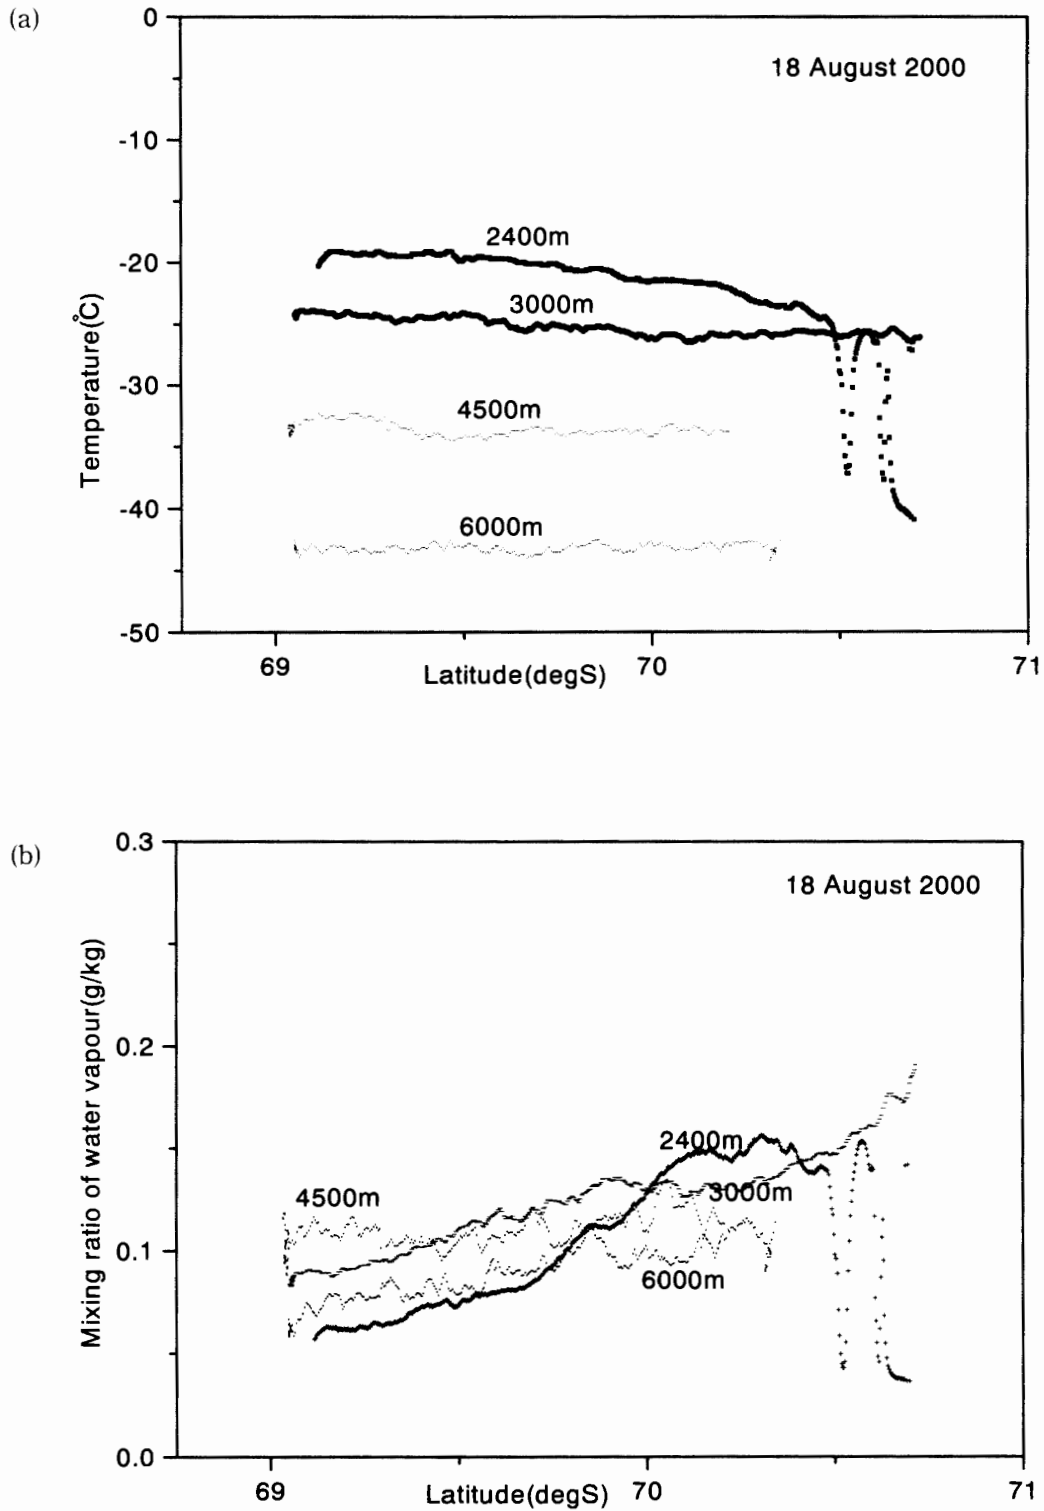 (a)
0
18 August 2000
-10
2400m
-20
3000m
Temperature(°C)
-30
4500m
6000m
-40
-50
69
70
71
Latitude(degS)
(b)
0.3
18 August 2000
Mixing ratio of water vapour(g/kg)
0.2
2400m
4500m
3000m
0.1
6000m
0.0
69
70
71
Latitude(degS)